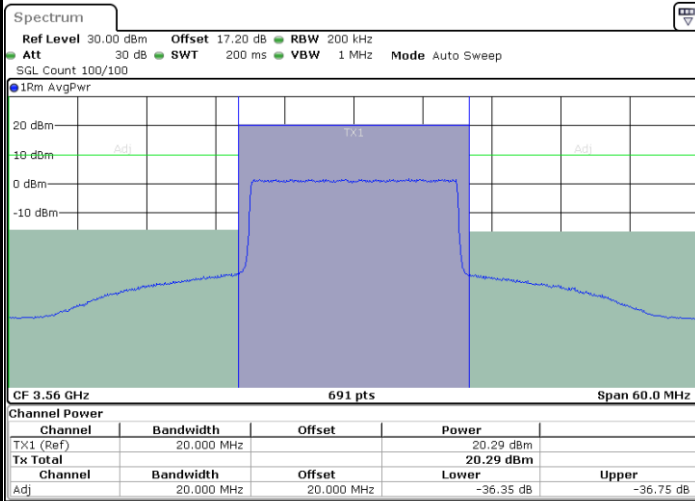 Spectrum
Ref Level 30.00 dBm Offset 17.20 dB RBW 200 kHz
Att 30 dB SWT 200 ms VBW 1 MHz Mode Auto Sweep
SGL Count 100/100
1Rm AvgPwr
20 dBm
TX1
Adj Adj
10 dBm
0 dBm
-10 dBm
CF 3.56 GHz 691 pts Span 60.0 MHz
Channel Power
Channel Bandwidth Offset Power
TX1 (Ref) 20.000 MHz 20.29 dBm
Tx Total 20.29 dBm
Channel Bandwidth Offset Lower Upper
Adj 20.000 MHz 20.000 MHz -36.35 dB -36.75 dB